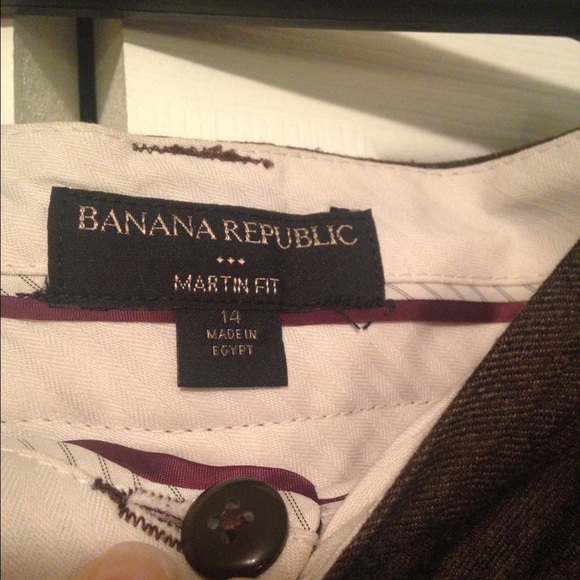 BANANA REPUBLIC
MARTIN FIT
14
MADE IN
EGYPT